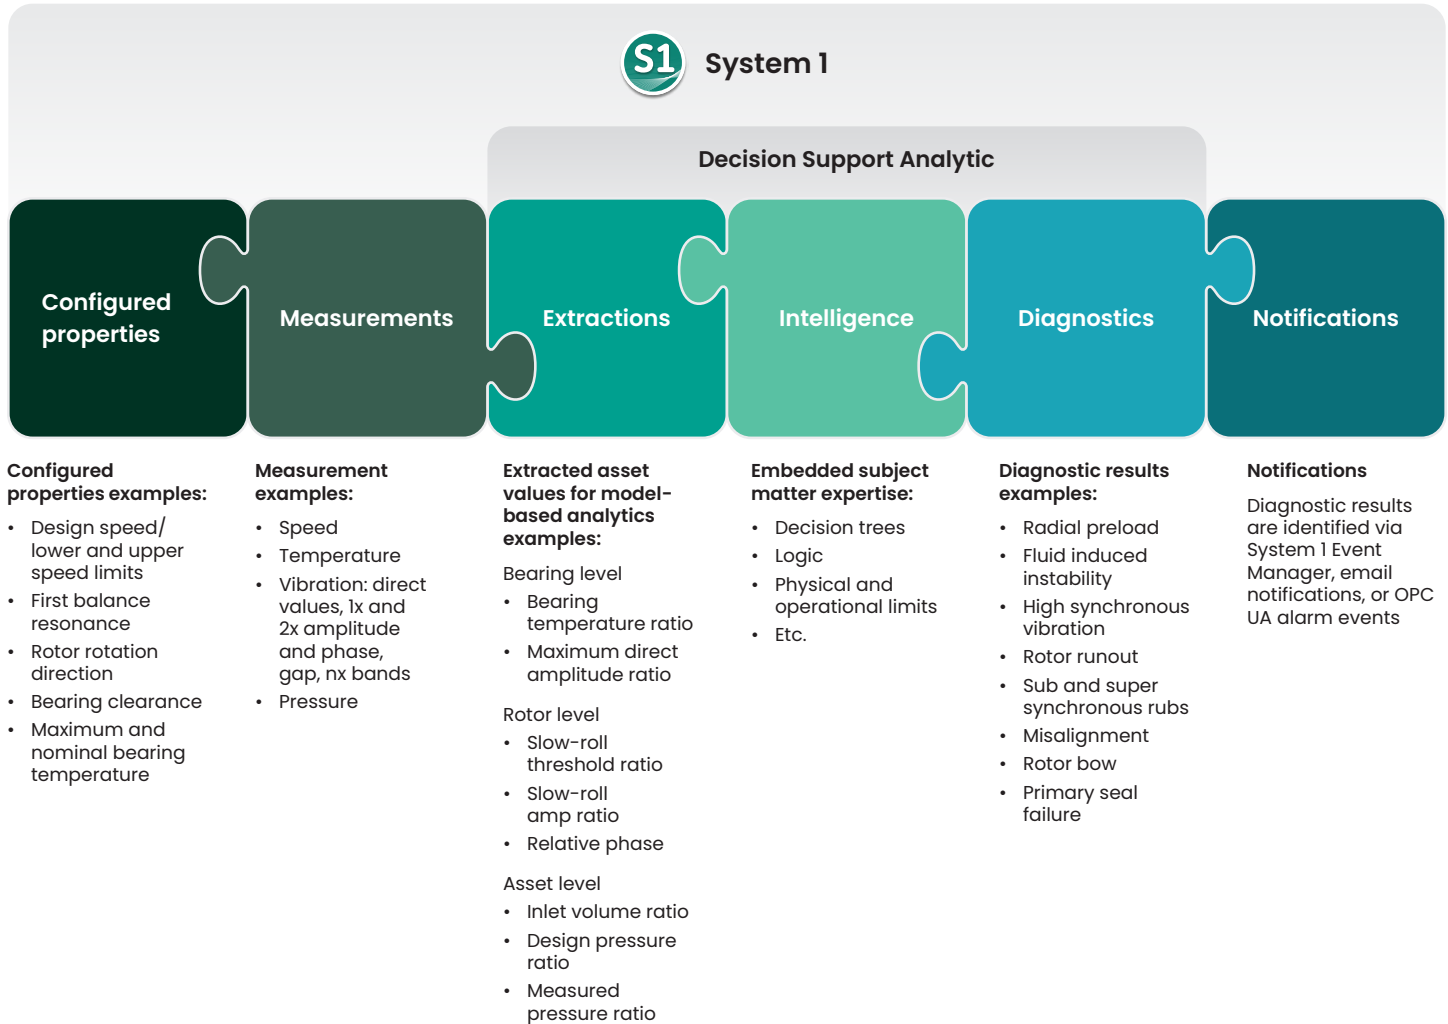 S1 System 1
Decision Support Analytic
Configured
properties
Measurements
Extractions
Intelligence
Diagnostics
Notifications
Configured
properties examples:
• Design speed/
lower and upper
speed limits
• First balance
resonance
• Rotor rotation
direction
• Bearing clearance
• Maximum and
nominal bearing
temperature
Measurement
examples:
• Speed
• Temperature
• Vibration: direct
values, 1x and
2x amplitude
and phase,
gap, nx bands
• Pressure
Extracted asset
values for model-
based analytics
examples:
Bearing level
• Bearing
temperature ratio
• Maximum direct
amplitude ratio
Rotor level
• Slow-roll
threshold ratio
• Slow-roll
amp ratio
• Relative phase
Asset level
• Inlet volume ratio
• Design pressure
ratio
• Measured
pressure ratio
Embedded subject
matter expertise:
• Decision trees
• Logic
• Physical and
operational limits
• Etc.
Diagnostic results
examples:
• Radial preload
• Fluid induced
instability
• High synchronous
vibration
• Rotor runout
• Sub and super
synchronous rubs
• Misalignment
• Rotor bow
• Primary seal
failure
Notifications
Diagnostic results
are identified via
System 1 Event
Manager, email
notifications, or OPC
UA alarm events